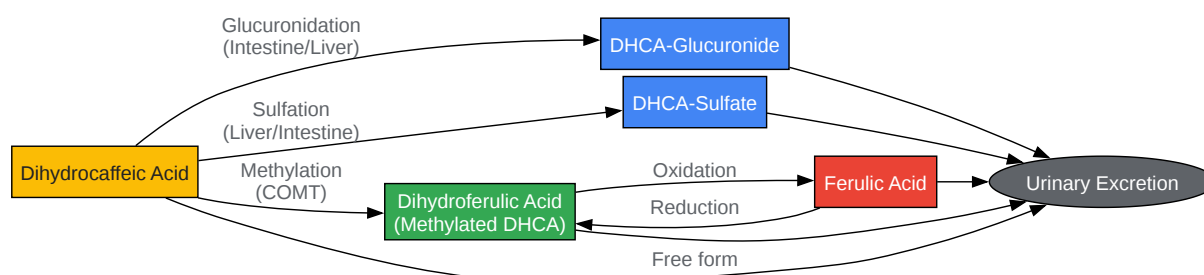 Glucuronidation
(Intestine/Liver)
DHCA-Glucuronide
Sulfation
(Liver/Intestine)
DHCA-Sulfate
Dihydrocaffeic Acid
Methylation
(COMT)
Dihydroferulic Acid
(Methylated DHCA)
Oxidation
Reduction
Ferulic Acid
Urinary Excretion
Free form